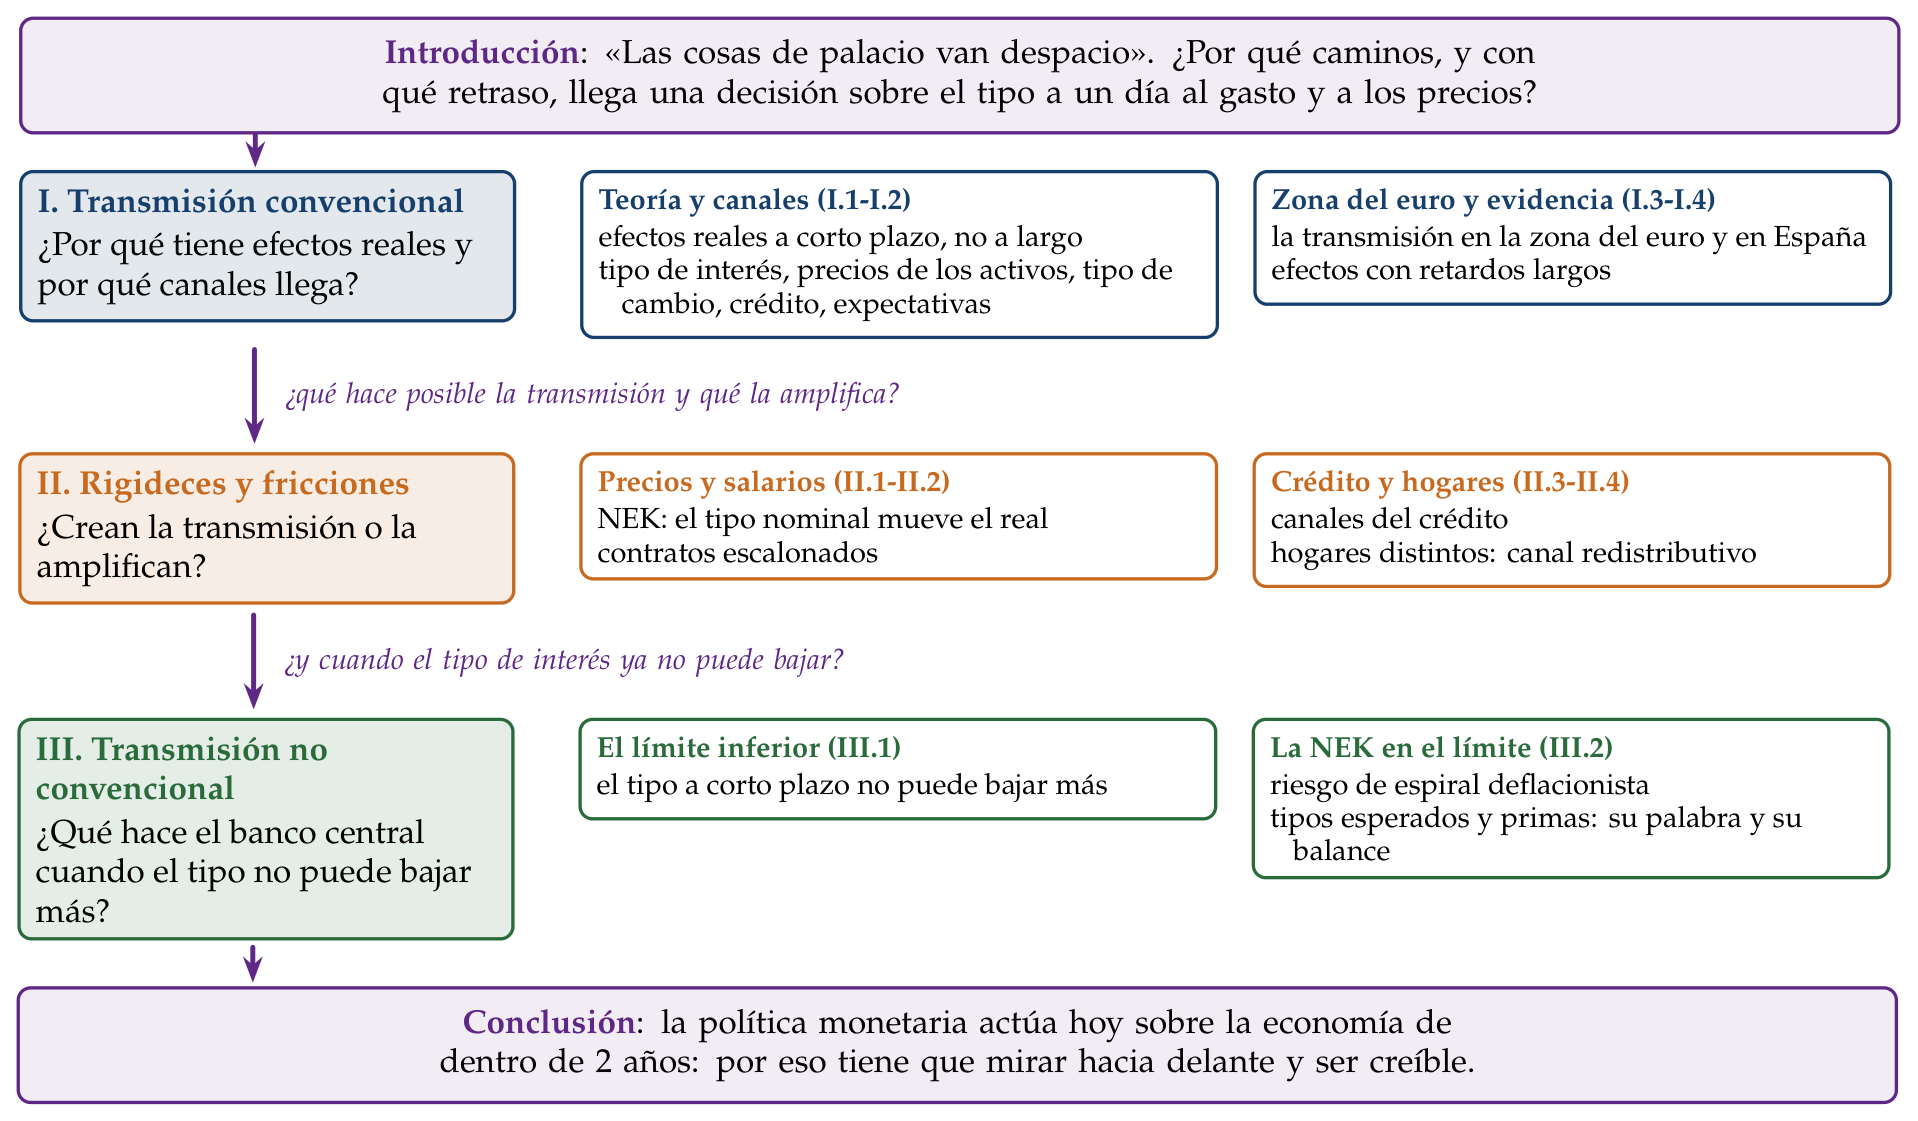 Introducción: «Las cosas de palacio van despacio». ¿Por qué caminos, y con
qué retraso, llega una decisión sobre el tipo a un día al gasto y a los precios?
I. Transmisión convencional
¿Por qué tiene efectos reales y
por qué canales llega?
Teoría y canales (I.1-I.2)
efectos reales a corto plazo, no a largo
tipo de interés, precios de los activos, tipo de
cambio, crédito, expectativas
Zona del euro y evidencia (I.3-I.4)
la transmisión en la zona del euro y en España
efectos con retardos largos
¿qué hace posible la transmisión y qué la amplifica?
II. Rigideces y fricciones
¿Crean la transmisión o la
amplifican?
Precios y salarios (II.1-II.2)
NEK: el tipo nominal mueve el real
contratos escalonados
Crédito y hogares (II.3-II.4)
canales del crédito
hogares distintos: canal redistributivo
¿y cuando el tipo de interés ya no puede bajar?
III. Transmisión no
convencional
¿Qué hace el banco central
cuando el tipo no puede bajar
más?
El límite inferior (III.1)
el tipo a corto plazo no puede bajar más
La NEK en el límite (III.2)
riesgo de espiral deflacionista
tipos esperados y primas: su palabra y su
balance
Conclusión: la política monetaria actúa hoy sobre la economía de
dentro de 2 años: por eso tiene que mirar hacia delante y ser creíble.